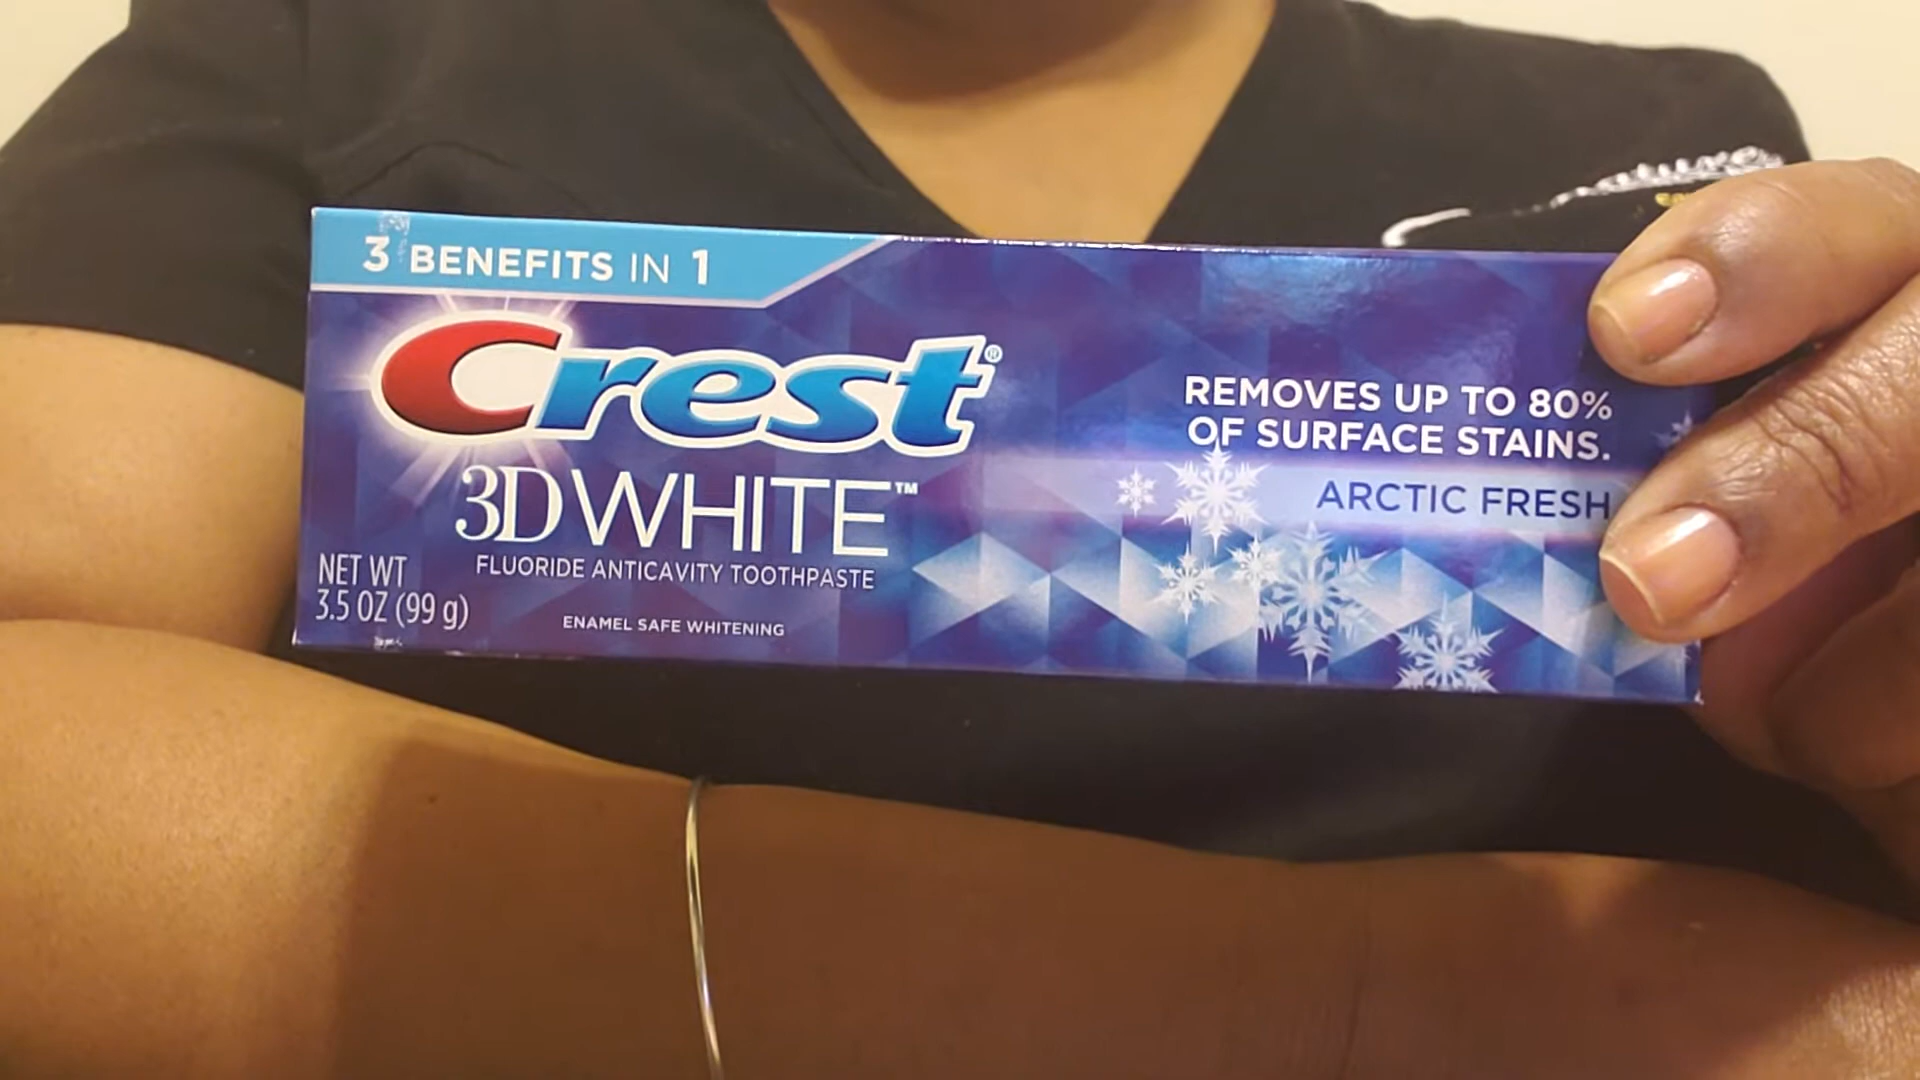 3 BENEFITS IN 1
Crest®
3D WHITE™
FLUORIDE ANTICAVITY TOOTHPASTE
ENAMEL SAFE WHITENING
NET WT
3.5 OZ (99 g)
REMOVES UP TO 80%
OF SURFACE STAINS.
ARCTIC FRESH